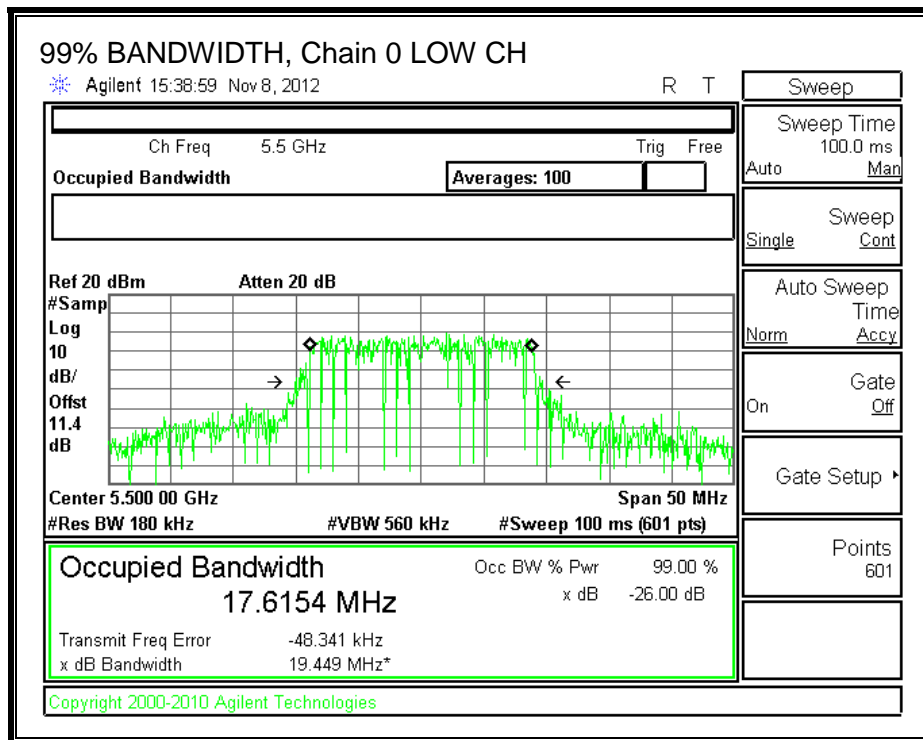 99% BANDWIDTH, Chain 0 LOW CH
Agilent 15:38:59 Nov 8, 2012 R T
Ch Freq 5.5 GHz Trig Free
Occupied Bandwidth Averages: 100
Ref 20 dBm Atten 20 dB
#Samp
Log
10
dB/
Offst
11.4
dB
Center 5.500 00 GHz Span 50 MHz
#Res BW 180 kHz #VBW 560 kHz #Sweep 100 ms (601 pts)
Occupied Bandwidth Occ BW % Pwr 99.00 %
17.6154 MHz x dB -26.00 dB
Transmit Freq Error -48.341 kHz
x dB Bandwidth 19.449 MHz*
Copyright 2000-2010 Agilent Technologies
Sweep
Sweep Time
100.0 ms
Auto Man
Sweep
Single Cont
Auto Sweep
Time
Norm Accy
Gate
On Off
Gate Setup
Points
601